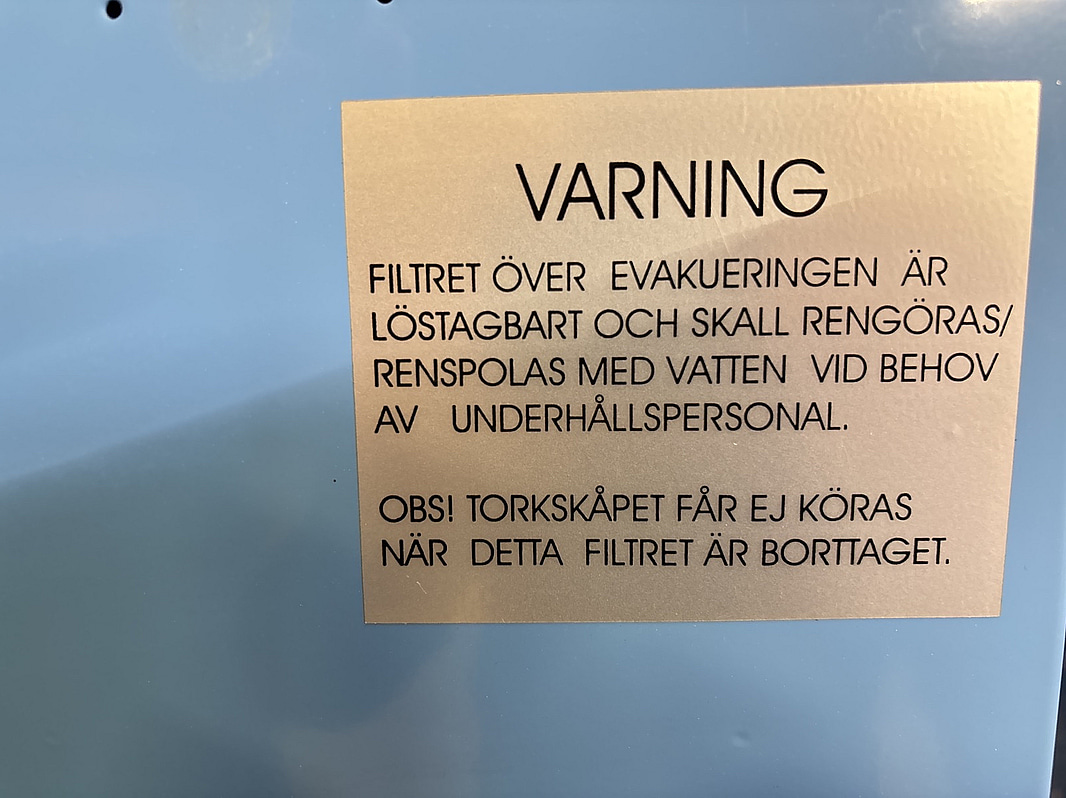 VARNING
FILTRET ÖVER EVAKUERINGEN ÄR
LÖSTAGBART OCH SKALL RENGÖRAS/
RENSPOLAS MED VATTEN VID BEHOV
AV UNDERHÅLLSPERSONAL.
OBS! TORKSKÅPET FÅR EJ KÖRAS
NÄR DETTA FILTRET ÄR BORTTAGET.